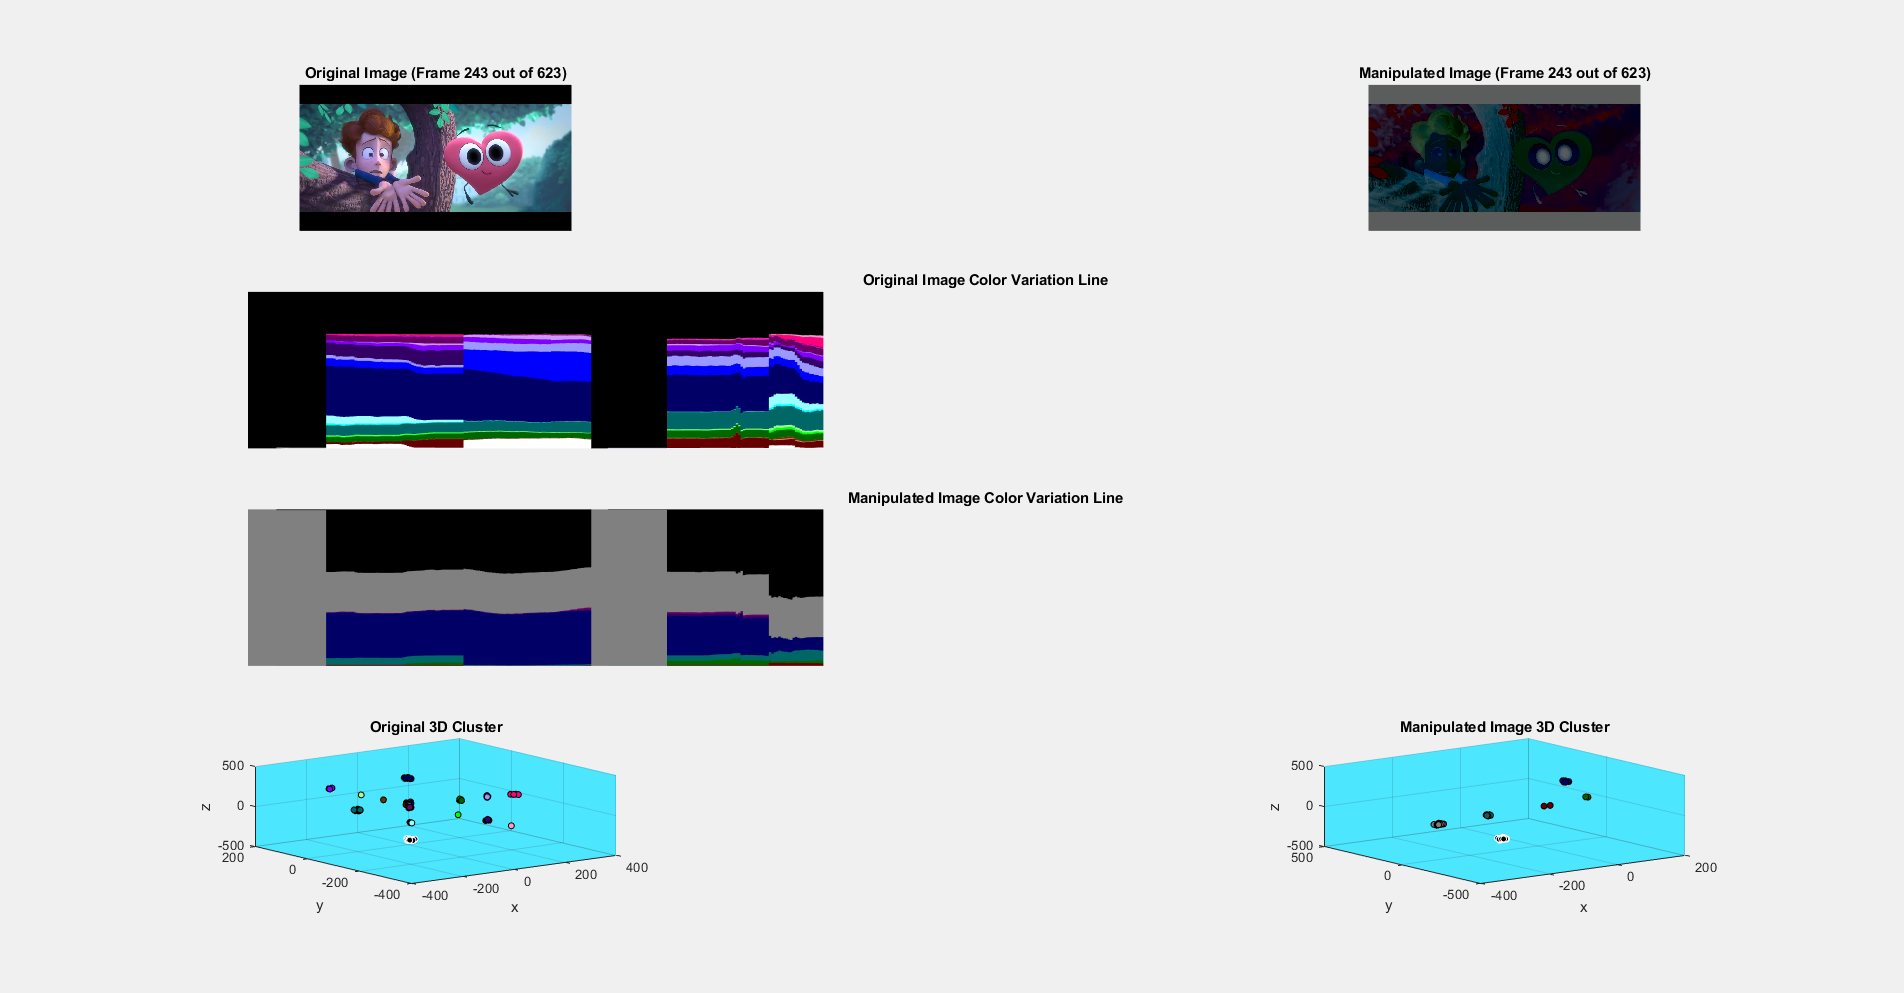 Original Image (Frame 243 out of 623)
Manipulated Image (Frame 243 out of 623)
Original Image Color Variation Line
Manipulated Image Color Variation Line
Original 3D Cluster
500
0
-500
z
200
0
-200
-400
y
-400
-200
0
200
400
x
Manipulated Image 3D Cluster
500
0
-500
z
500
0
-500
y
-400
-200
0
200
x